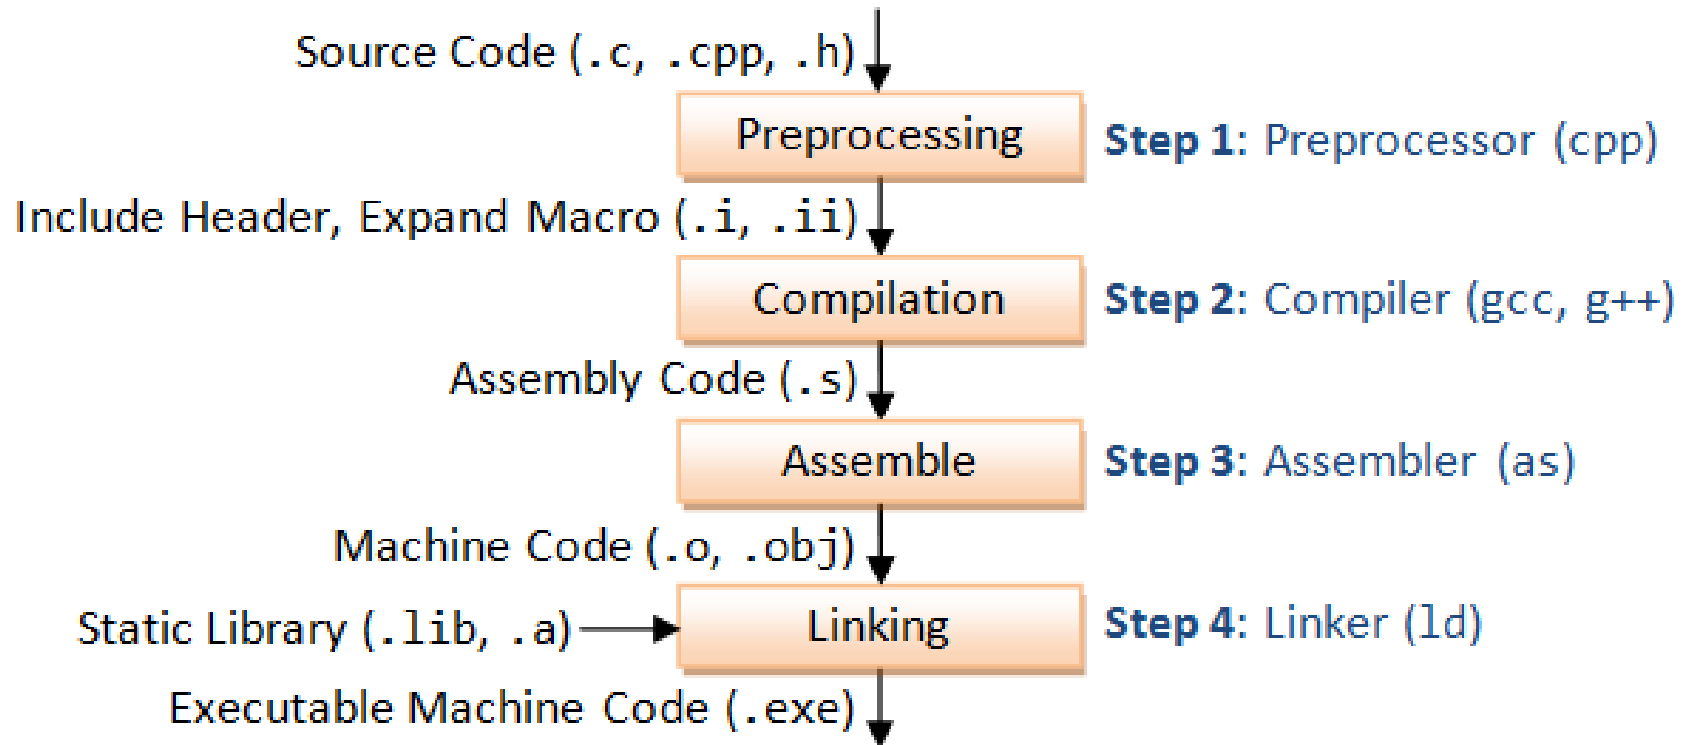 Source Code (.c, .cpp, .h)
Preprocessing
Step 1: Preprocessor (cpp)
Include Header, Expand Macro (.i, .ii)
Compilation
Step 2: Compiler (gcc, g++)
Assembly Code (.s)
Assemble
Step 3: Assembler (as)
Machine Code (.o, .obj)
Static Library (.lib, .a)
Linking
Step 4: Linker (ld)
Executable Machine Code (.exe)